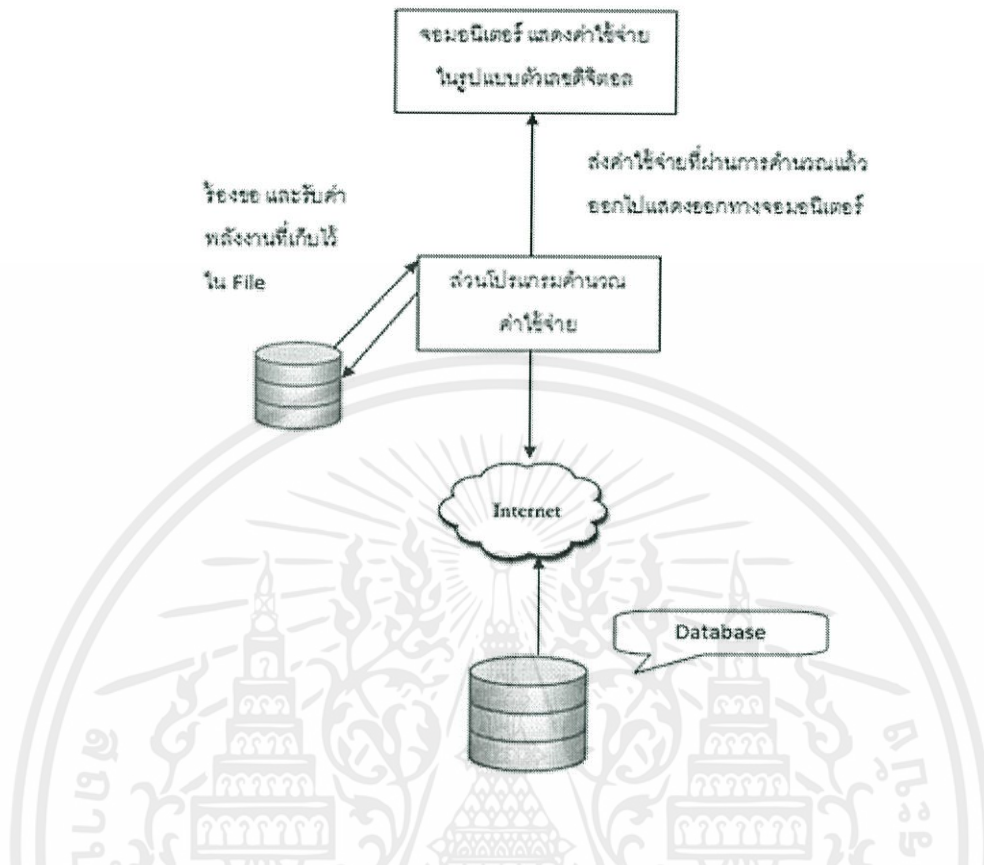 จอมอนิเตอร์ แสดงค่าใช้จ่าย
ในรูปแบบตัวเลขดิจิตอล
ส่งค่าใช้จ่ายที่ผ่านการคำนวณแล้ว
ออกไปแสดงออกทางจอมอนิเตอร์
ร้องขอ และรับค่า
พลังงานที่เก็บไว้
ใน File
ส่วนโปรแกรมคำนวณ
ค่าใช้จ่าย
Internet
Database